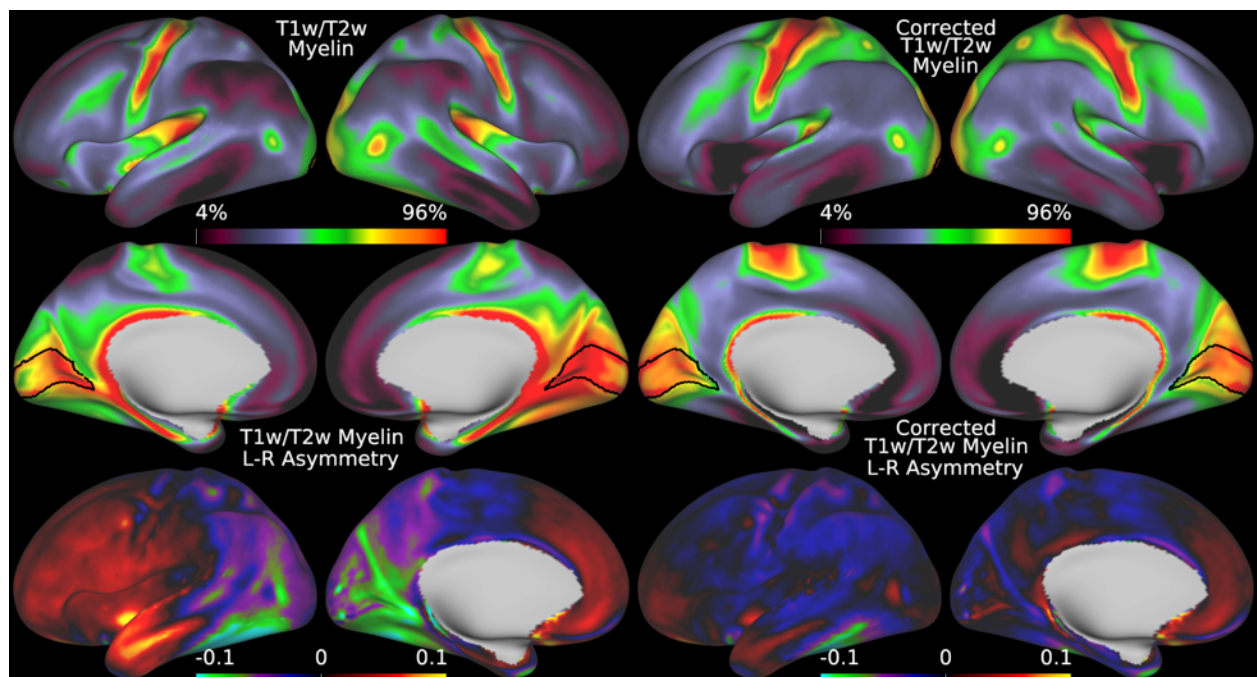 T1w/T2w
Myelin
Corrected
T1w/T2w
Myelin
4% 96%
4% 96%
T1w/T2w Myelin
L-R Asymmetry
Corrected
T1w/T2w Myelin
L-R Asymmetry
-0.1 0 0.1
-0.1 0 0.1